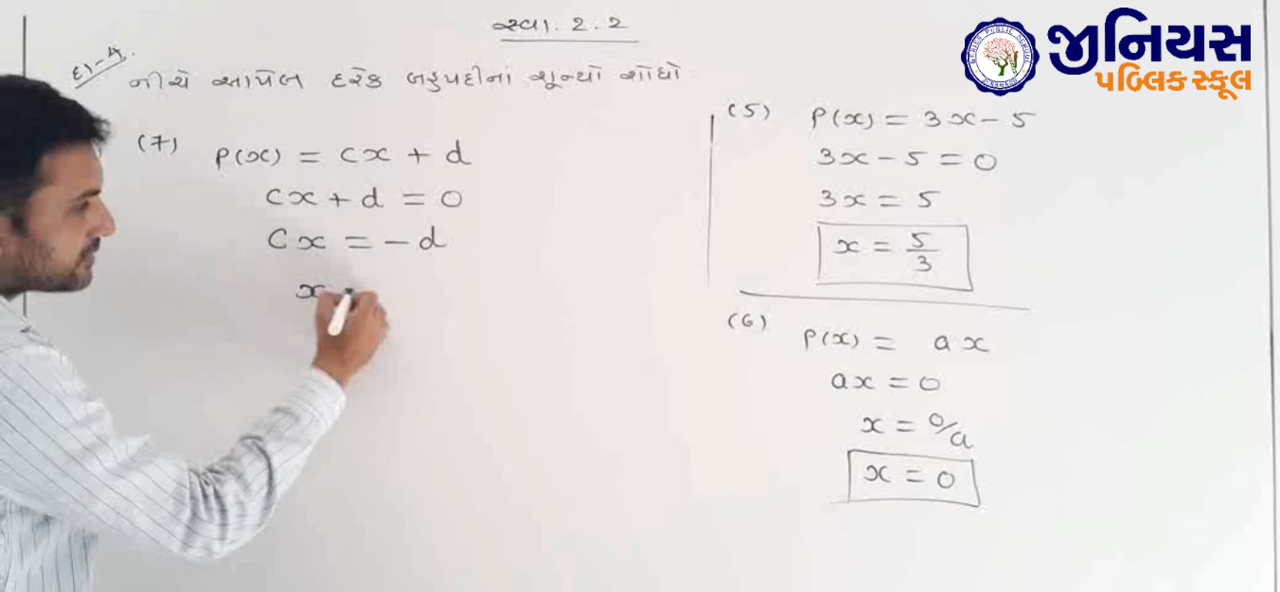 સ્વા. 2.2
દા-4.
નીચે આપેલ દરેક બહુપદીનાં શૂન્યો શોધો
(7) P(x) = cx + d
cx + d = 0
cx = - d
x
(5) P(x) = 3x - 5
3x - 5 = 0
3x = 5
x = 5/3
(6) P(x) = ax
ax = 0
x = 0/a
x = 0
જીનિયસ
પબ્લિક સ્કૂલ